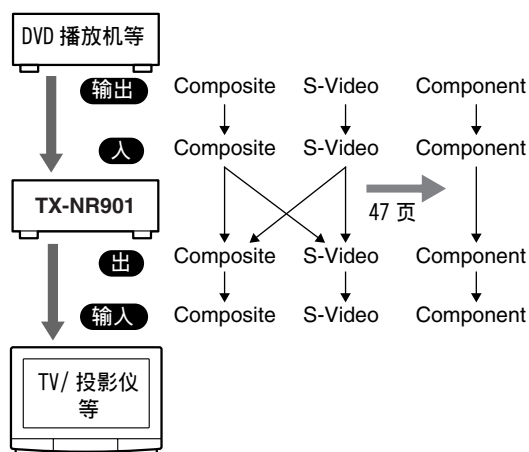 DVD 播放机等
输出 Composite S-Video Component
入 Composite S-Video Component
47 页
TX-NR901
出 Composite S-Video Component
输入 Composite S-Video Component
TV/ 投影仪
等